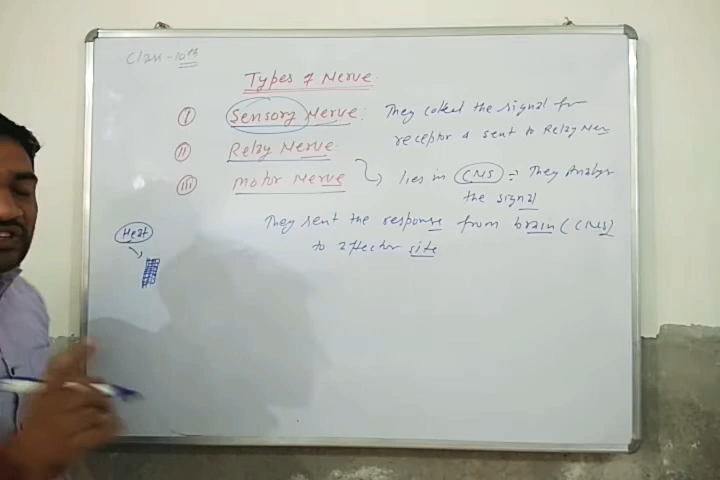 Class-10th
Types of Nerve
(i) Sensory Nerve: They collect the signal for
receptor & sent to Relay Ner
(ii) Relay Nerve
lies in CNS :- They Analyse
(iii) Motor Nerve
the signal
They sent the response from brain (CNS)
to effector site
Heat